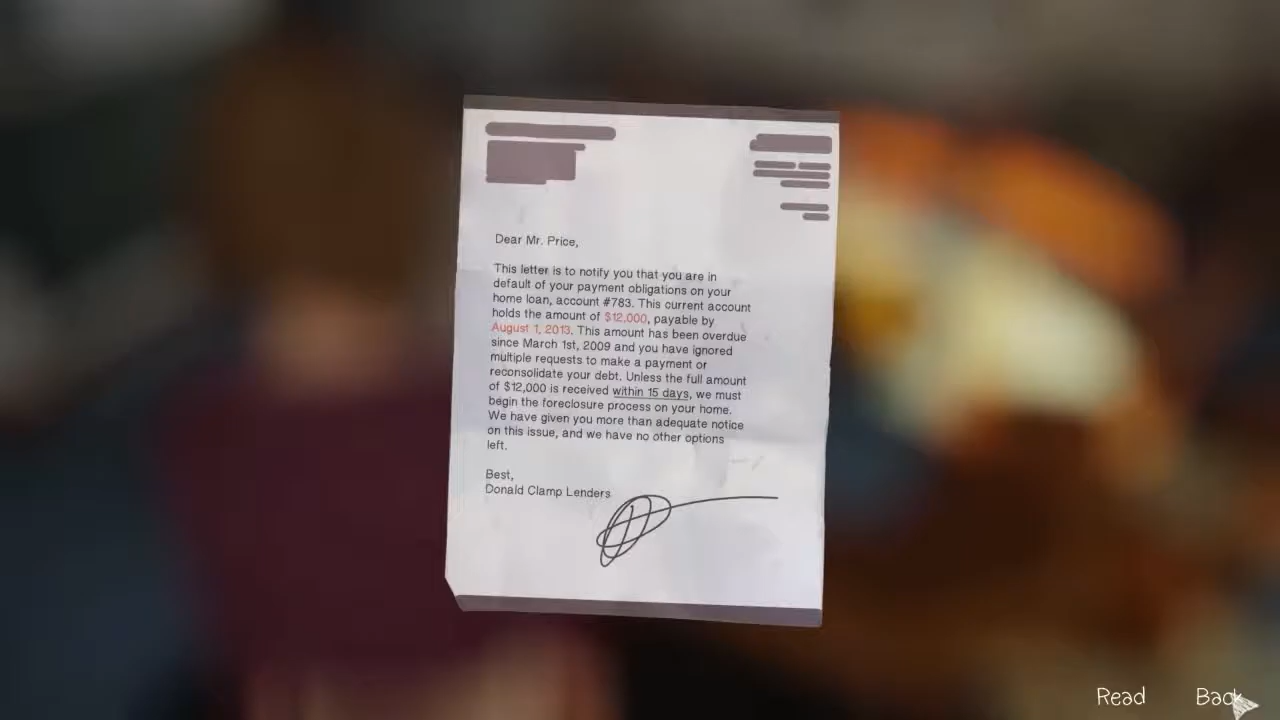 Dear Mr. Price,
This letter is to notify you that you are in
default of your payment obligations on your
home loan, account #783. This current account
holds the amount of $12,000, payable by
August 1, 2013. This amount has been overdue
since March 1st, 2009 and you have ignored
multiple requests to make a payment or
reconsolidate your debt. Unless the full amount
of $12,000 is received within 15 days, we must
begin the foreclosure process on your home.
We have given you more than adequate notice
on this issue, and we have no other options
left.
Best,
Donald Clamp Lenders
Read
Back